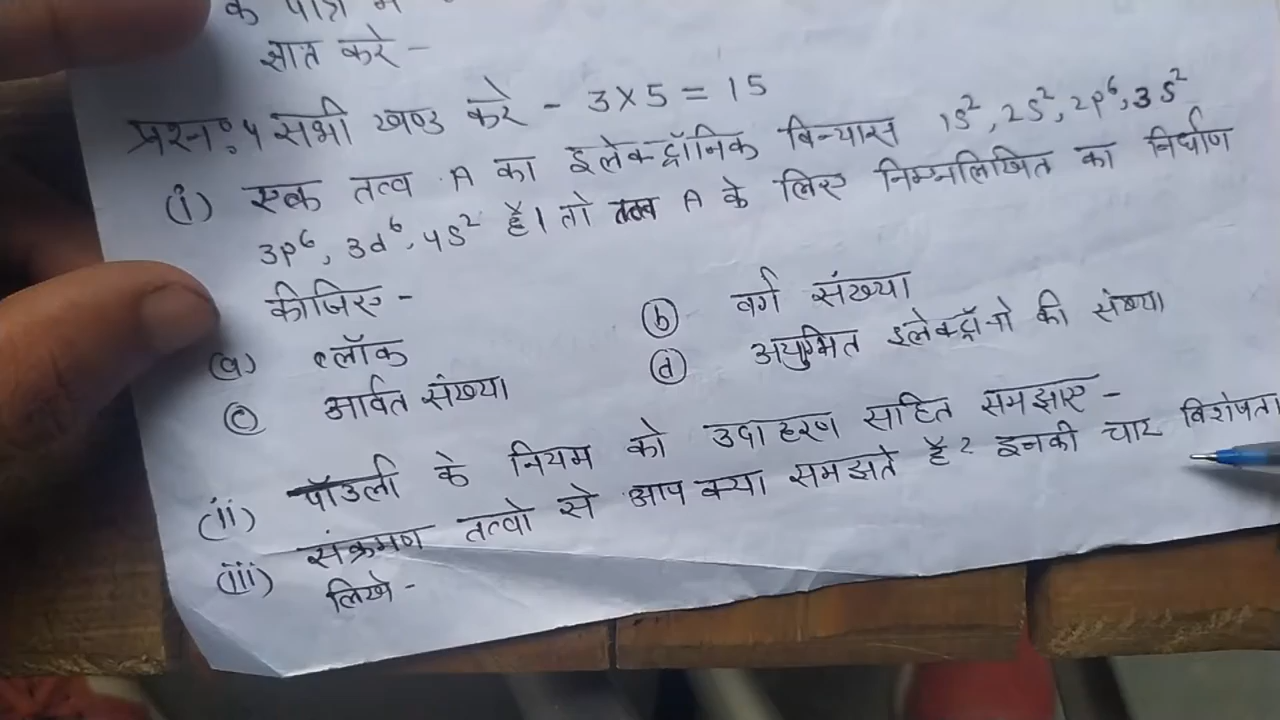 के पात्र में
ज्ञात करे -
प्रश्न:4 सभी खण्ड करे - 3×5 = 15
(i) एक तत्व A का इलेक्ट्रॉनिक विन्यास 1s², 2s², 2p⁶, 3s²
3p⁶, 3d⁶, 4s² है। तो तत्व A के लिए निम्नलिखित का निर्धारण
कीजिए -
(a) ब्लॉक (b) वर्ग संख्या
(c) आर्वत संख्या (d) अयुग्मित इलेक्ट्रॉनो की संख्या
(ii) पॉउली के नियम को उदाहरण सहित समझाए -
(iii) संक्रमण तत्वो से आप क्या समझते है? इनकी चार विशेषता
लिखे -